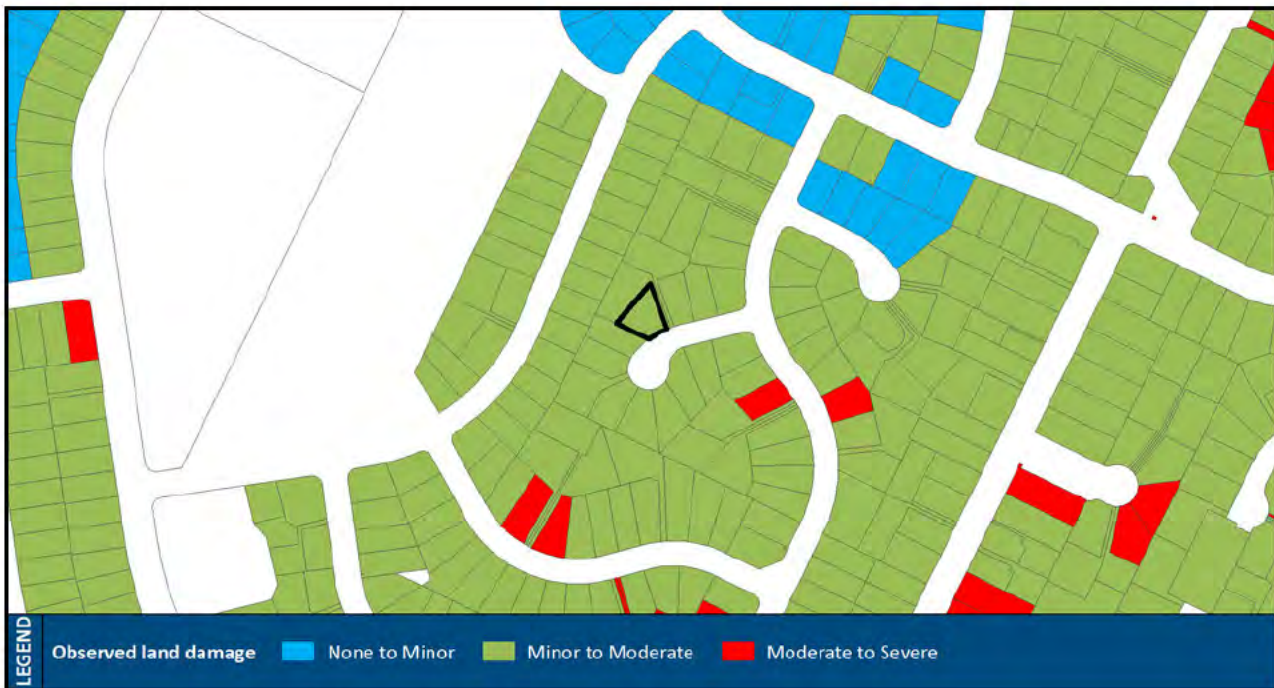 LEGEND
Observed land damage
None to Minor
Minor to Moderate
Moderate to Severe